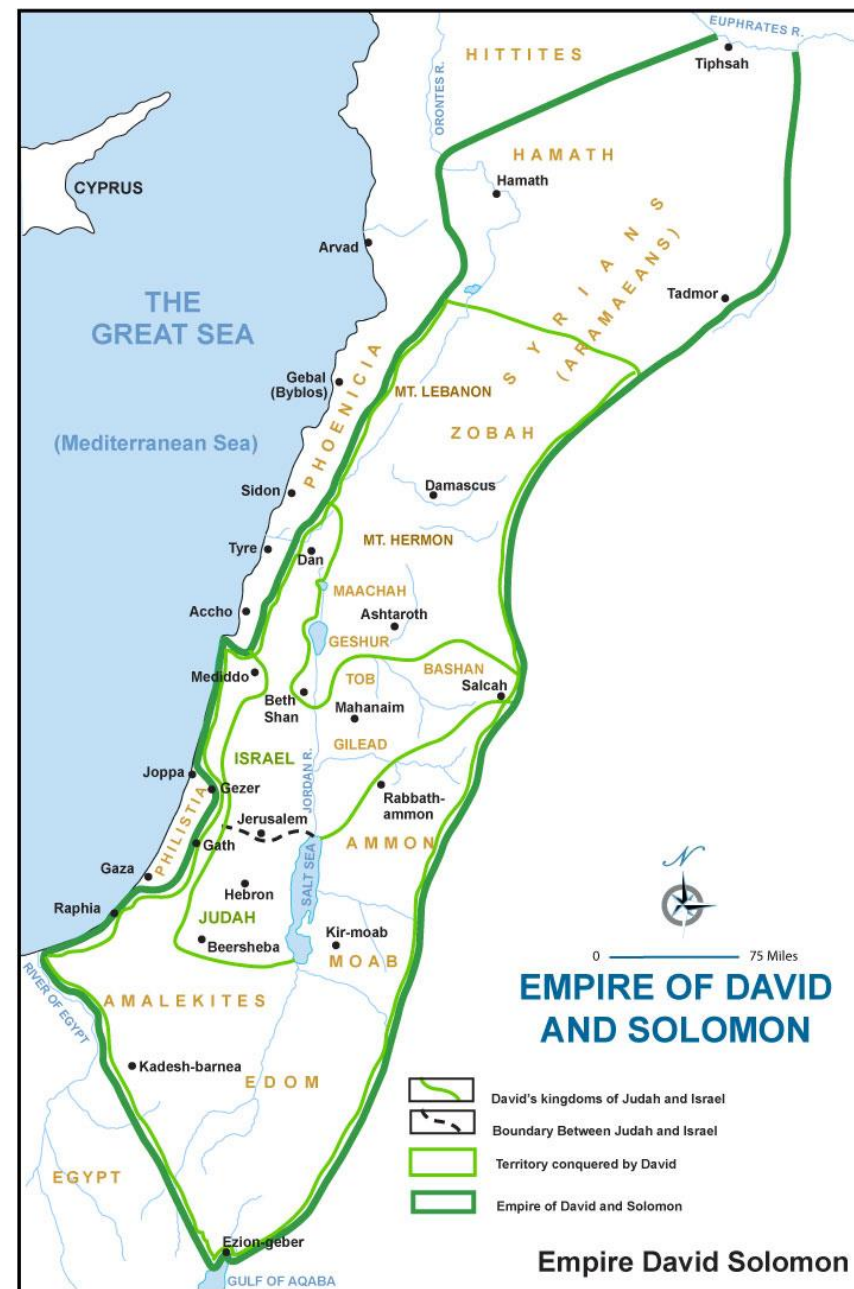 EUPHRATES R.
HITTITES
Tiphsah
ORONTES R.
HAMATH
Hamath
CYPRUS
Arvad
SYRIANS
(ARAMAEANS)
Tadmor
THE
GREAT SEA
Gebal
(Byblos)
PHOENICIA
MT. LEBANON
ZOBAH
(Mediterranean Sea)
Damascus
Sidon
Tyre
Dan
MT. HERMON
MAACHAH
Accho
Ashtaroth
GESHUR
Mediddo
TOB
BASHAN
Beth
Shan
Salcah
Mahanaim
ISRAEL
JORDAN R.
GILEAD
Joppa
Gezer
Rabbath-
ammon
PHILISTIA
Jerusalem
Gath
AMMON
SALT SEA
Gaza
Hebron
Raphia
JUDAH
Kir-moab
Beersheba
MOAB
N
0 75 Miles
RIVER OF EGYPT
AMALEKITES
EMPIRE OF DAVID
AND SOLOMON
Kadesh-barnea
EDOM
David's kingdoms of Judah and Israel
Boundary Between Judah and Israel
Territory conquered by David
EGYPT
Empire of David and Solomon
Ezion-geber
GULF OF AQABA
Empire David Solomon